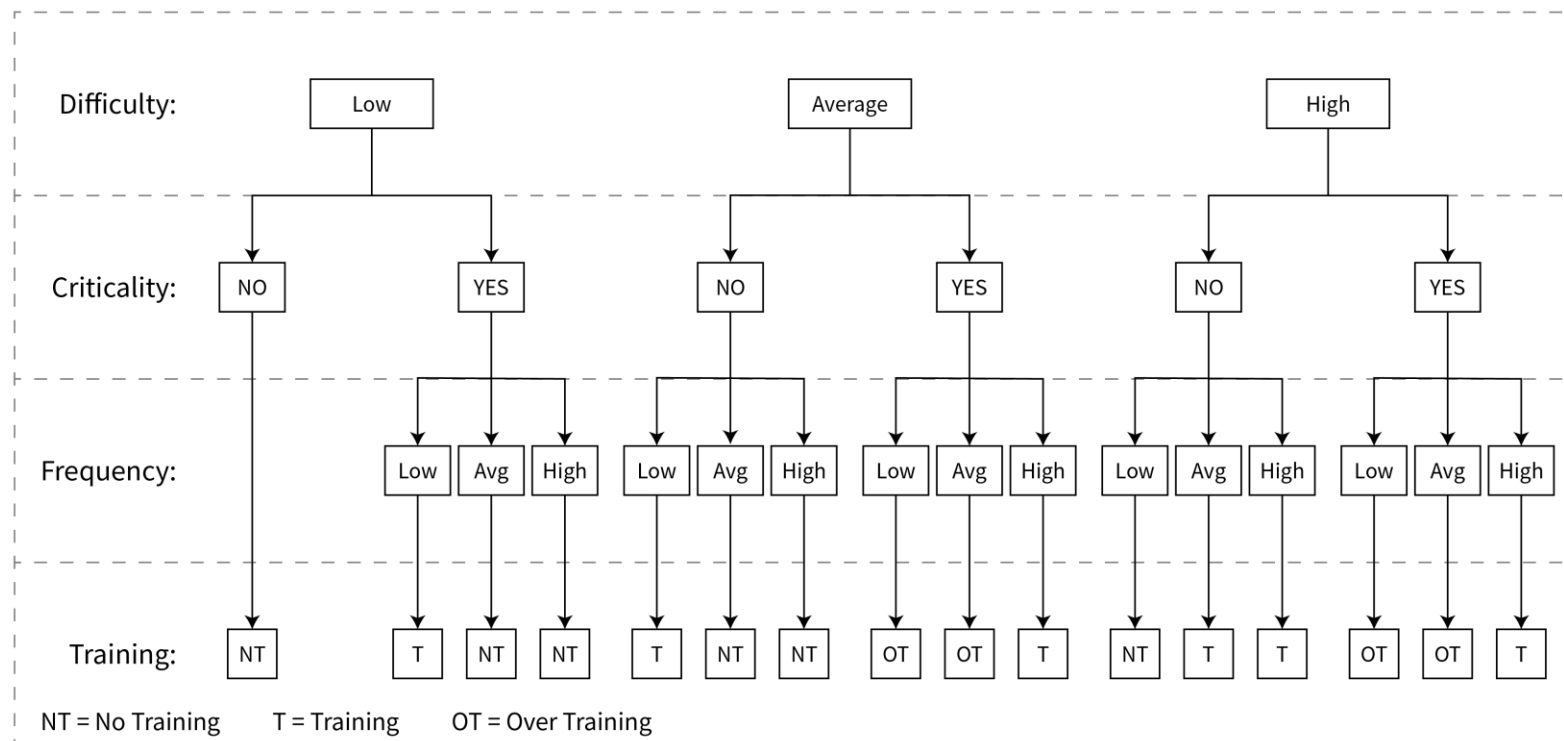 Difficulty: Low Average High
Criticality: NO YES NO YES NO YES
Frequency: Low Avg High Low Avg High Low Avg High Low Avg High Low Avg High
Training: NT T NT NT T NT NT OT OT T NT T T OT OT T
NT = No Training T = Training OT = Over Training